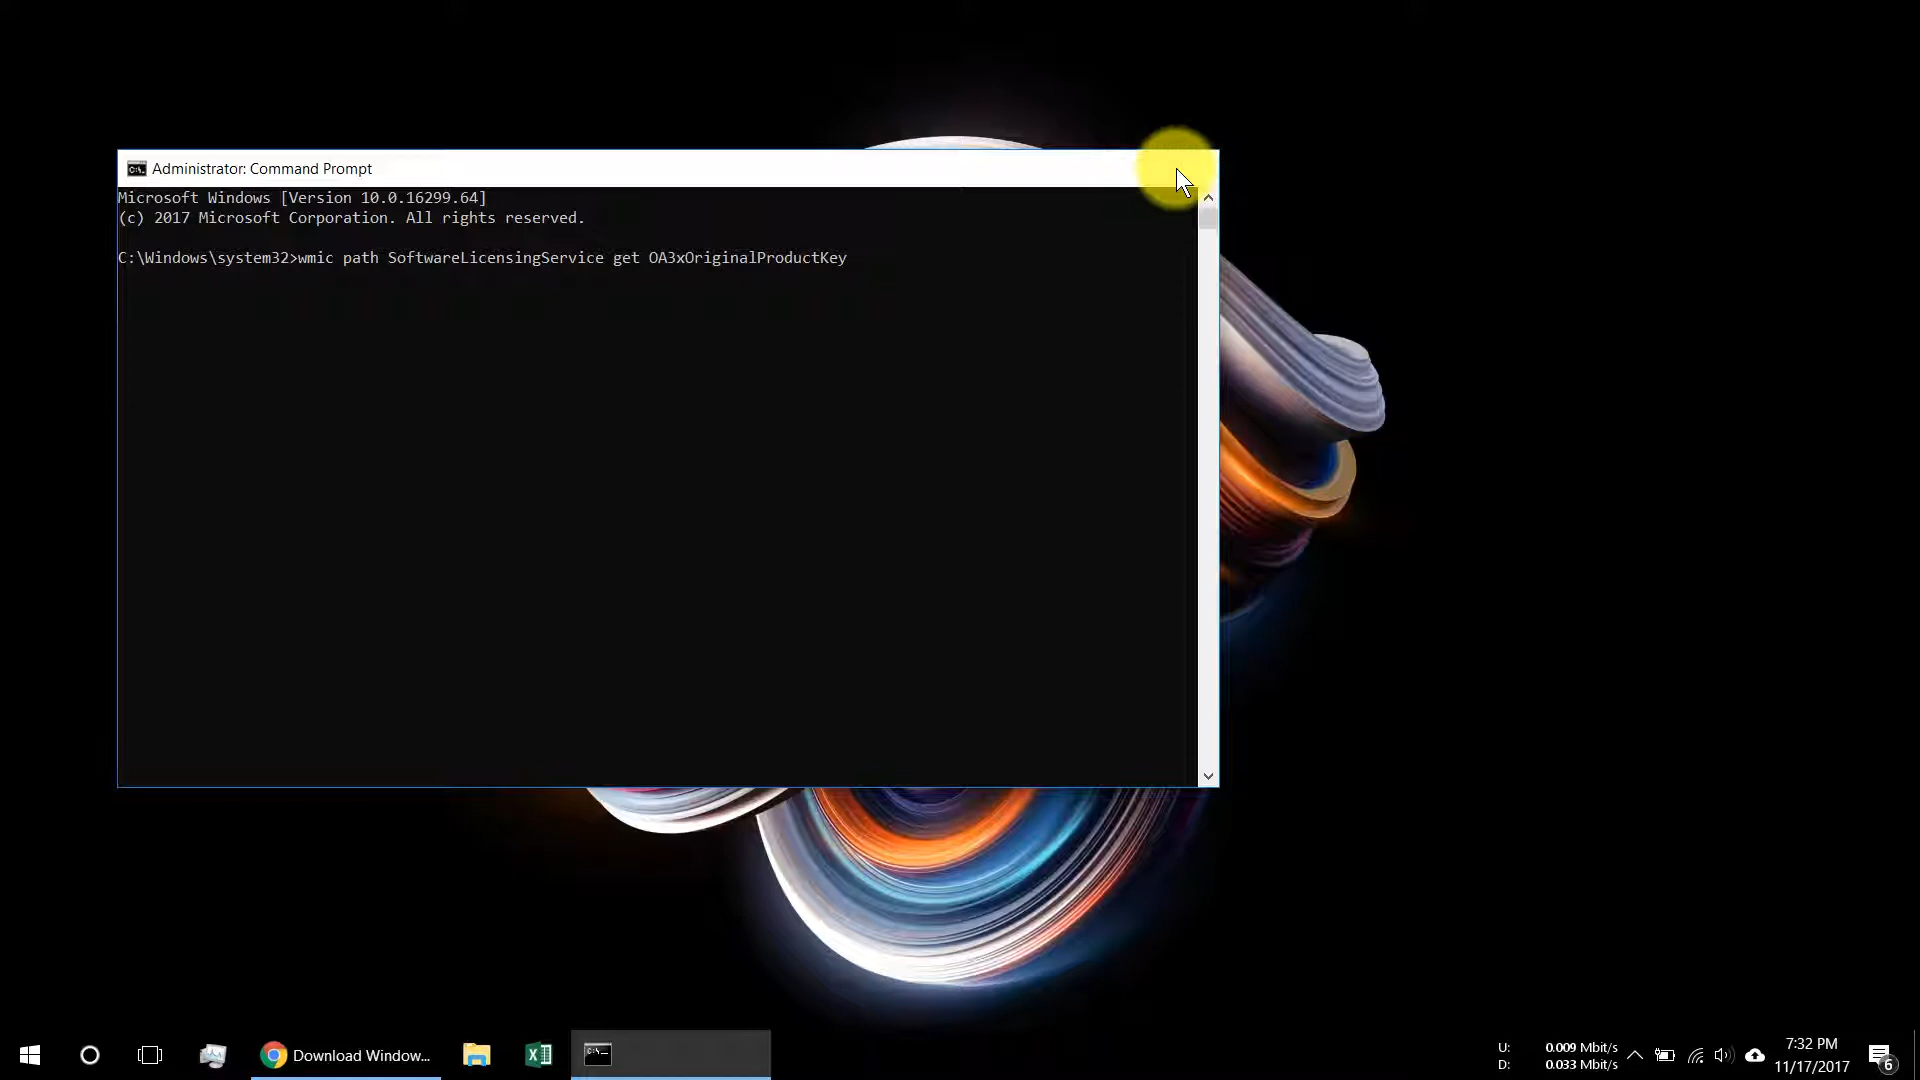 Administrator: Command Prompt
Microsoft Windows [Version 10.0.16299.64]
(c) 2017 Microsoft Corporation. All rights reserved.
C:\Windows\system32>wmic path SoftwareLicensingService get OA3xOriginalProductKey
Download Window...
U: 0.009 Mbit/s
D: 0.033 Mbit/s
7:32 PM
11/17/2017
6